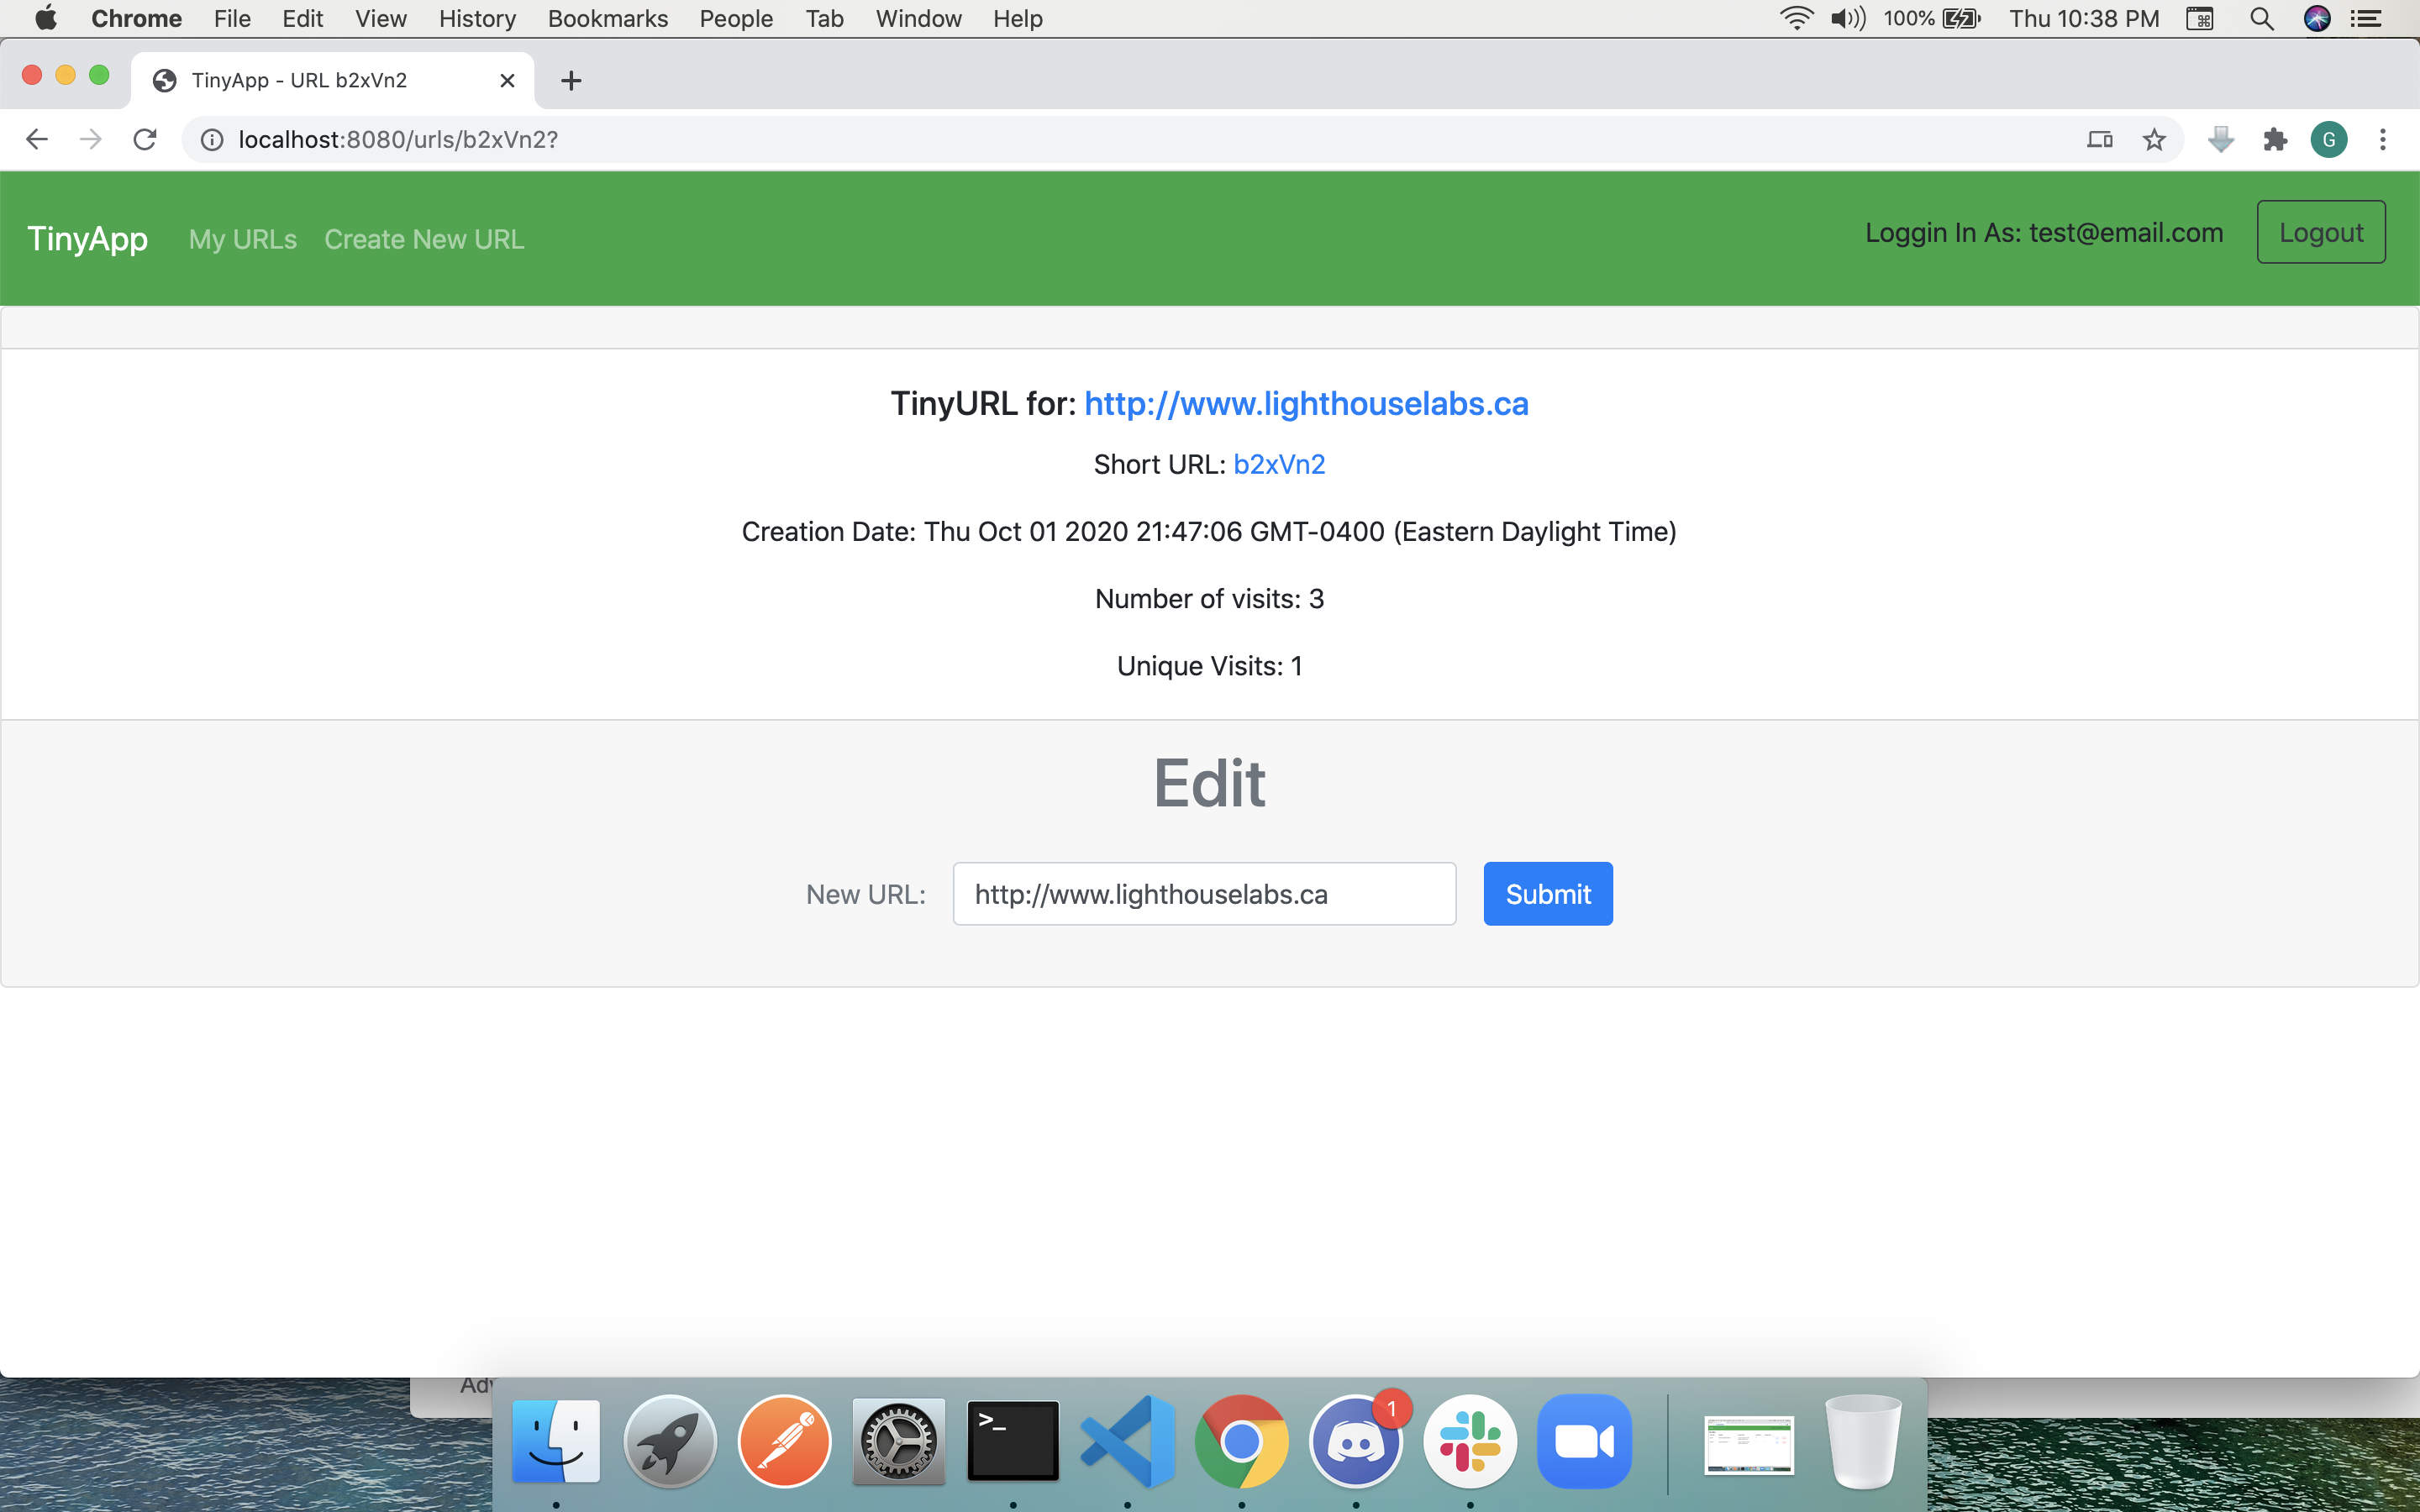 Chrome File Edit View History Bookmarks People Tab Window Help 100% Thu 10:38 PM
TinyApp - URL b2xVn2
localhost:8080/urls/b2xVn2? G
TinyApp My URLs Create New URL Loggin In As: test@email.com Logout
TinyURL for: http://www.lighthouselabs.ca
Short URL: b2xVn2
Creation Date: Thu Oct 01 2020 21:47:06 GMT-0400 (Eastern Daylight Time)
Number of visits: 3
Unique Visits: 1
Edit
New URL: http://www.lighthouselabs.ca Submit
1
>_